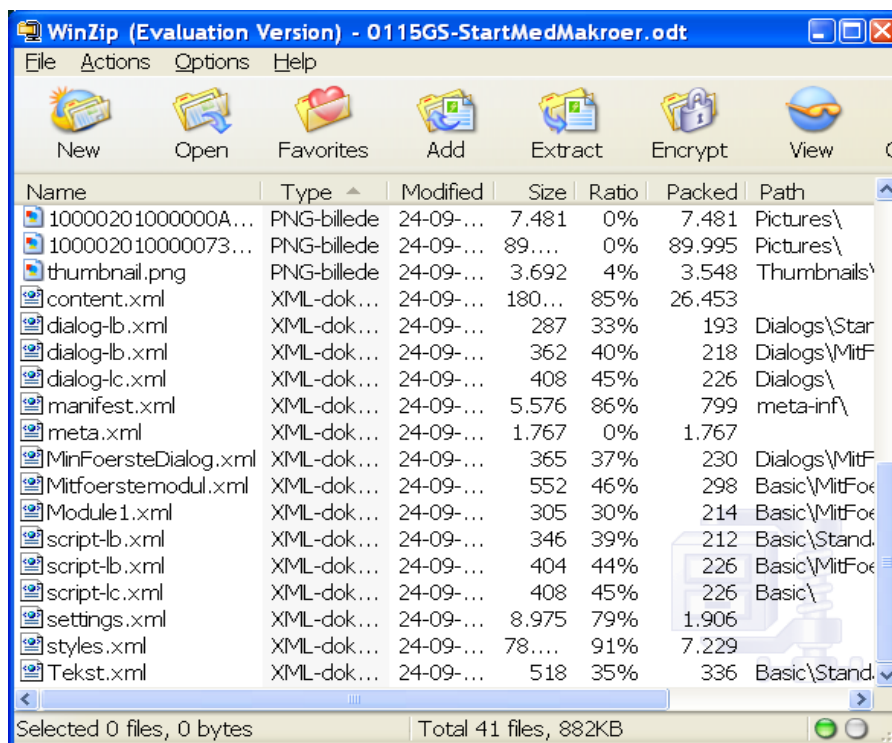 WinZip (Evaluation Version) - 0115GS-StartMedMakroer.odt
File Actions Options Help
New Open Favorites Add Extract Encrypt View
Name Type Modified Size Ratio Packed Path
10000201000000A... PNG-billede 24-09-... 7.481 0% 7.481 Pictures\
100002010000073... PNG-billede 24-09-... 89.... 0% 89.995 Pictures\
thumbnail.png PNG-billede 24-09-... 3.692 4% 3.548 Thumbnails\
content.xml XML-dok... 24-09-... 180... 85% 26.453
dialog-lb.xml XML-dok... 24-09-... 287 33% 193 Dialogs\Stan
dialog-lb.xml XML-dok... 24-09-... 362 40% 218 Dialogs\MitF
dialog-lc.xml XML-dok... 24-09-... 408 45% 226 Dialogs\
manifest.xml XML-dok... 24-09-... 5.576 86% 799 meta-inf\
meta.xml XML-dok... 24-09-... 1.767 0% 1.767
MinFoersteDialog.xml XML-dok... 24-09-... 365 37% 230 Dialogs\MitF
Mitfoerstemodul.xml XML-dok... 24-09-... 552 46% 298 Basic\MitFoe
Module1.xml XML-dok... 24-09-... 305 30% 214 Basic\MitFoe
script-lb.xml XML-dok... 24-09-... 346 39% 212 Basic\Stand
script-lb.xml XML-dok... 24-09-... 404 44% 226 Basic\MitFoe
script-lc.xml XML-dok... 24-09-... 408 45% 226 Basic\
settings.xml XML-dok... 24-09-... 8.975 79% 1.906
styles.xml XML-dok... 24-09-... 78.... 91% 7.229
Tekst.xml XML-dok... 24-09-... 518 35% 336 Basic\Stand
Selected 0 files, 0 bytes Total 41 files, 882KB